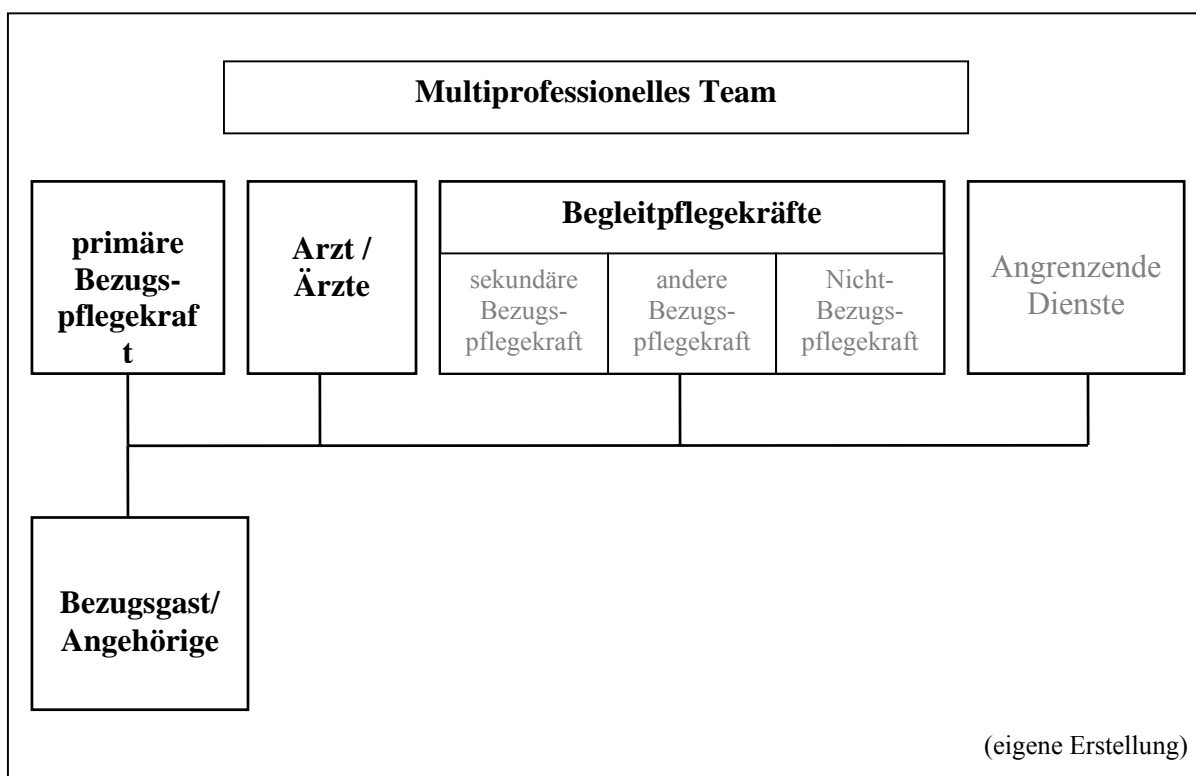 Multiprofessionelles Team
primäre
Bezugs-
pflegekraf
t
Arzt /
Ärzte
Begleitpflegekräfte
sekundäre
Bezugs-
pflegekraft
andere
Bezugs-
pflegekraft
Nicht-
Bezugs-
pflegekraft
Angrenzende
Dienste
Bezugsgast/
Angehörige
(eigene Erstellung)